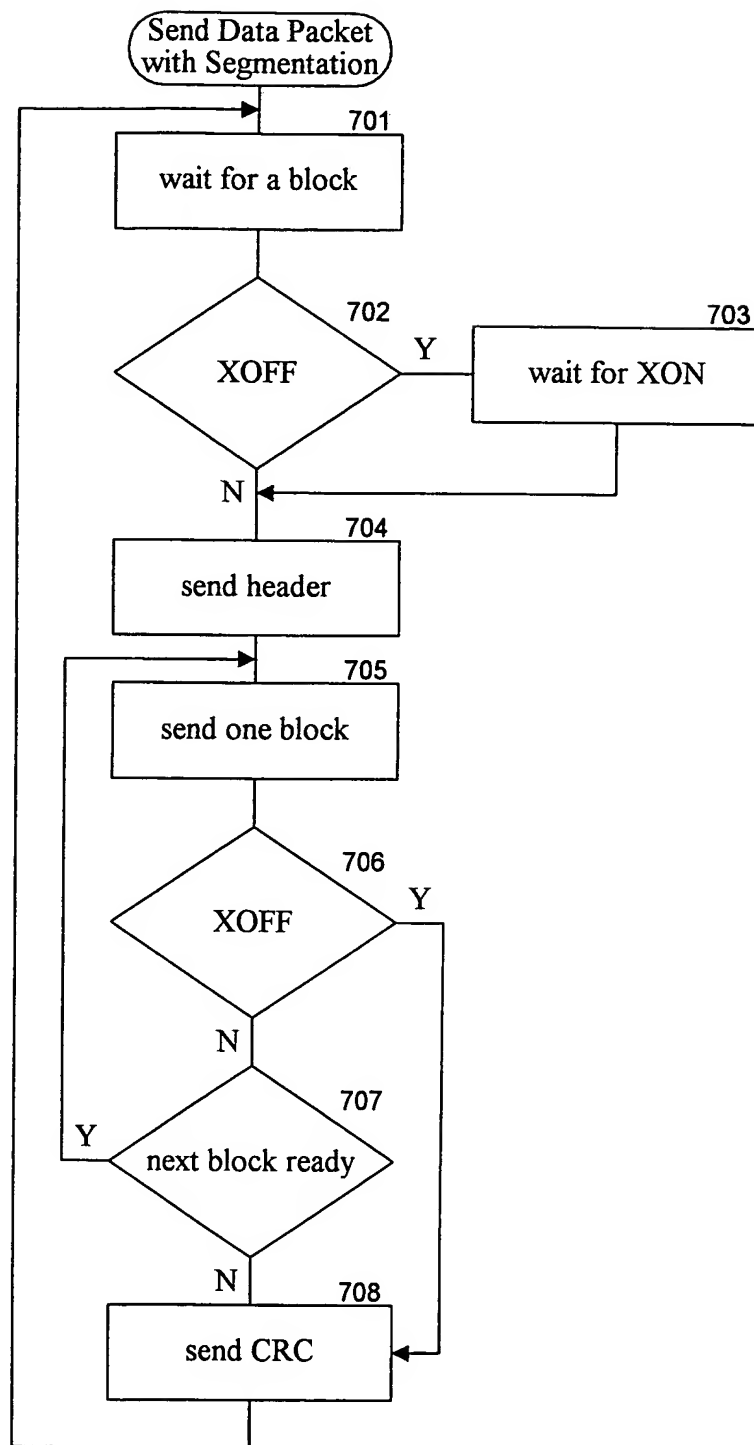 Send Data Packet
with Segmentation
701
wait for a block
702
XOFF
Y
703
wait for XON
N
704
send header
705
send one block
706
XOFF
Y
N
707
next block ready
Y
N
708
send CRC